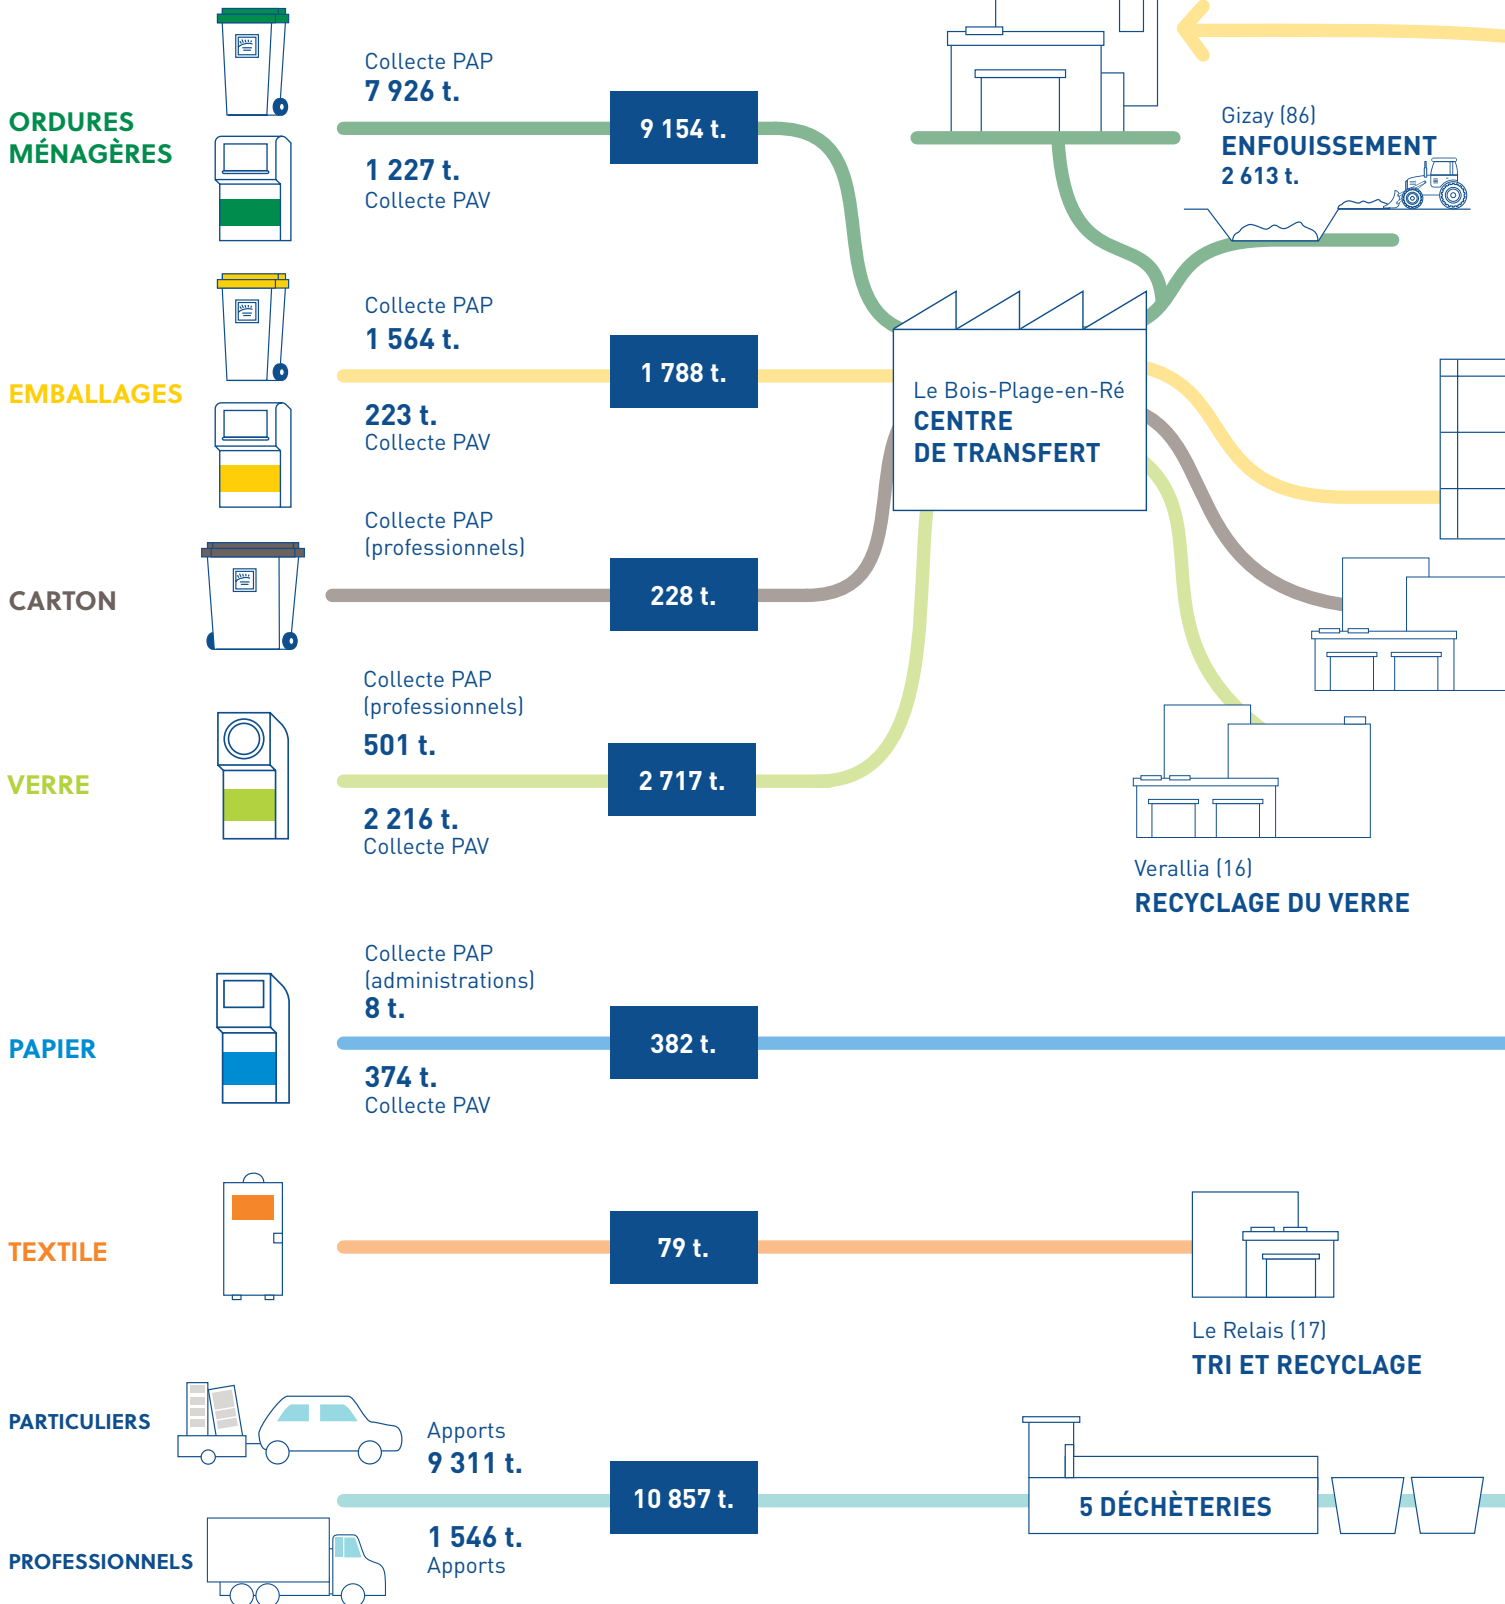 ORDURES
MÉNAGÈRES
Collecte PAP
7 926 t.
9 154 t.
1 227 t.
Collecte PAV
Gizay (86)
ENFOUISSEMENT
2 613 t.
EMBALLAGES
Collecte PAP
1 564 t.
1 788 t.
223 t.
Collecte PAV
Le Bois-Plage-en-Ré
CENTRE
DE TRANSFERT
CARTON
Collecte PAP
(professionnels)
228 t.
VERRE
Collecte PAP
(professionnels)
501 t.
2 717 t.
2 216 t.
Collecte PAV
Verallia (16)
RECYCLAGE DU VERRE
PAPIER
Collecte PAP
(administrations)
8 t.
382 t.
374 t.
Collecte PAV
TEXTILE
79 t.
Le Relais (17)
TRI ET RECYCLAGE
PARTICULIERS
Apports
9 311 t.
10 857 t.
5 DÉCHÈTERIES
PROFESSIONNELS
1 546 t.
Apports